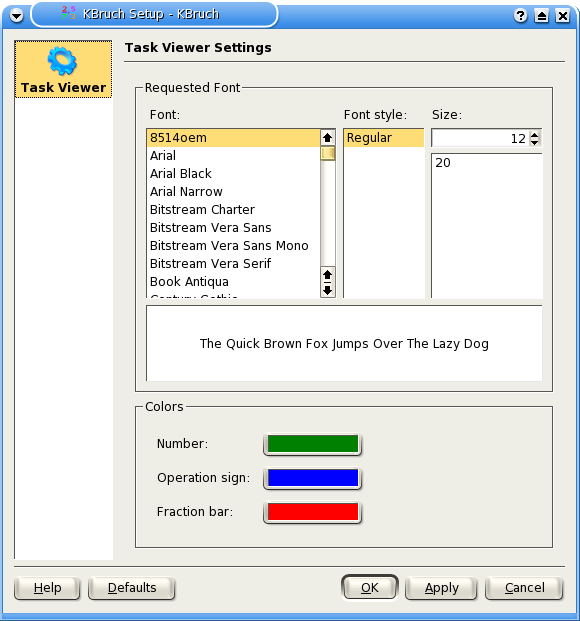 KBruch Setup - KBruch
Task Viewer
Task Viewer Settings
Requested Font
Font:
Font style:
Size:
8514oem
Arial
Arial Black
Arial Narrow
Bitstream Charter
Bitstream Vera Sans
Bitstream Vera Sans Mono
Bitstream Vera Serif
Book Antiqua
Regular
12
20
The Quick Brown Fox Jumps Over The Lazy Dog
Colors
Number:
Operation sign:
Fraction bar:
Help
Defaults
OK
Apply
Cancel